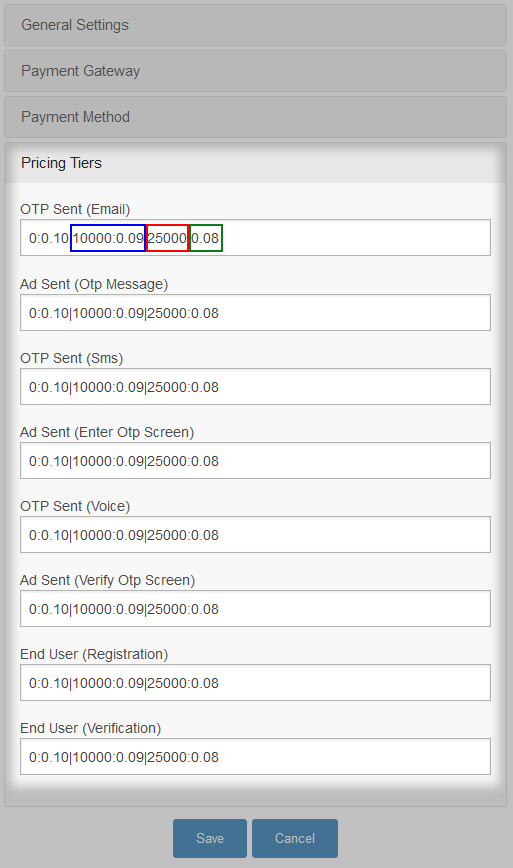 General Settings
Payment Gateway
Payment Method
Pricing Tiers
OTP Sent (Email)
0:0.10|10000:0.09|25000:0.08
Ad Sent (Otp Message)
0:0.10|10000:0.09|25000:0.08
OTP Sent (Sms)
0:0.10|10000:0.09|25000:0.08
Ad Sent (Enter Otp Screen)
0:0.10|10000:0.09|25000:0.08
OTP Sent (Voice)
0:0.10|10000:0.09|25000:0.08
Ad Sent (Verify Otp Screen)
0:0.10|10000:0.09|25000:0.08
End User (Registration)
0:0.10|10000:0.09|25000:0.08
End User (Verification)
0:0.10|10000:0.09|25000:0.08
Save Cancel